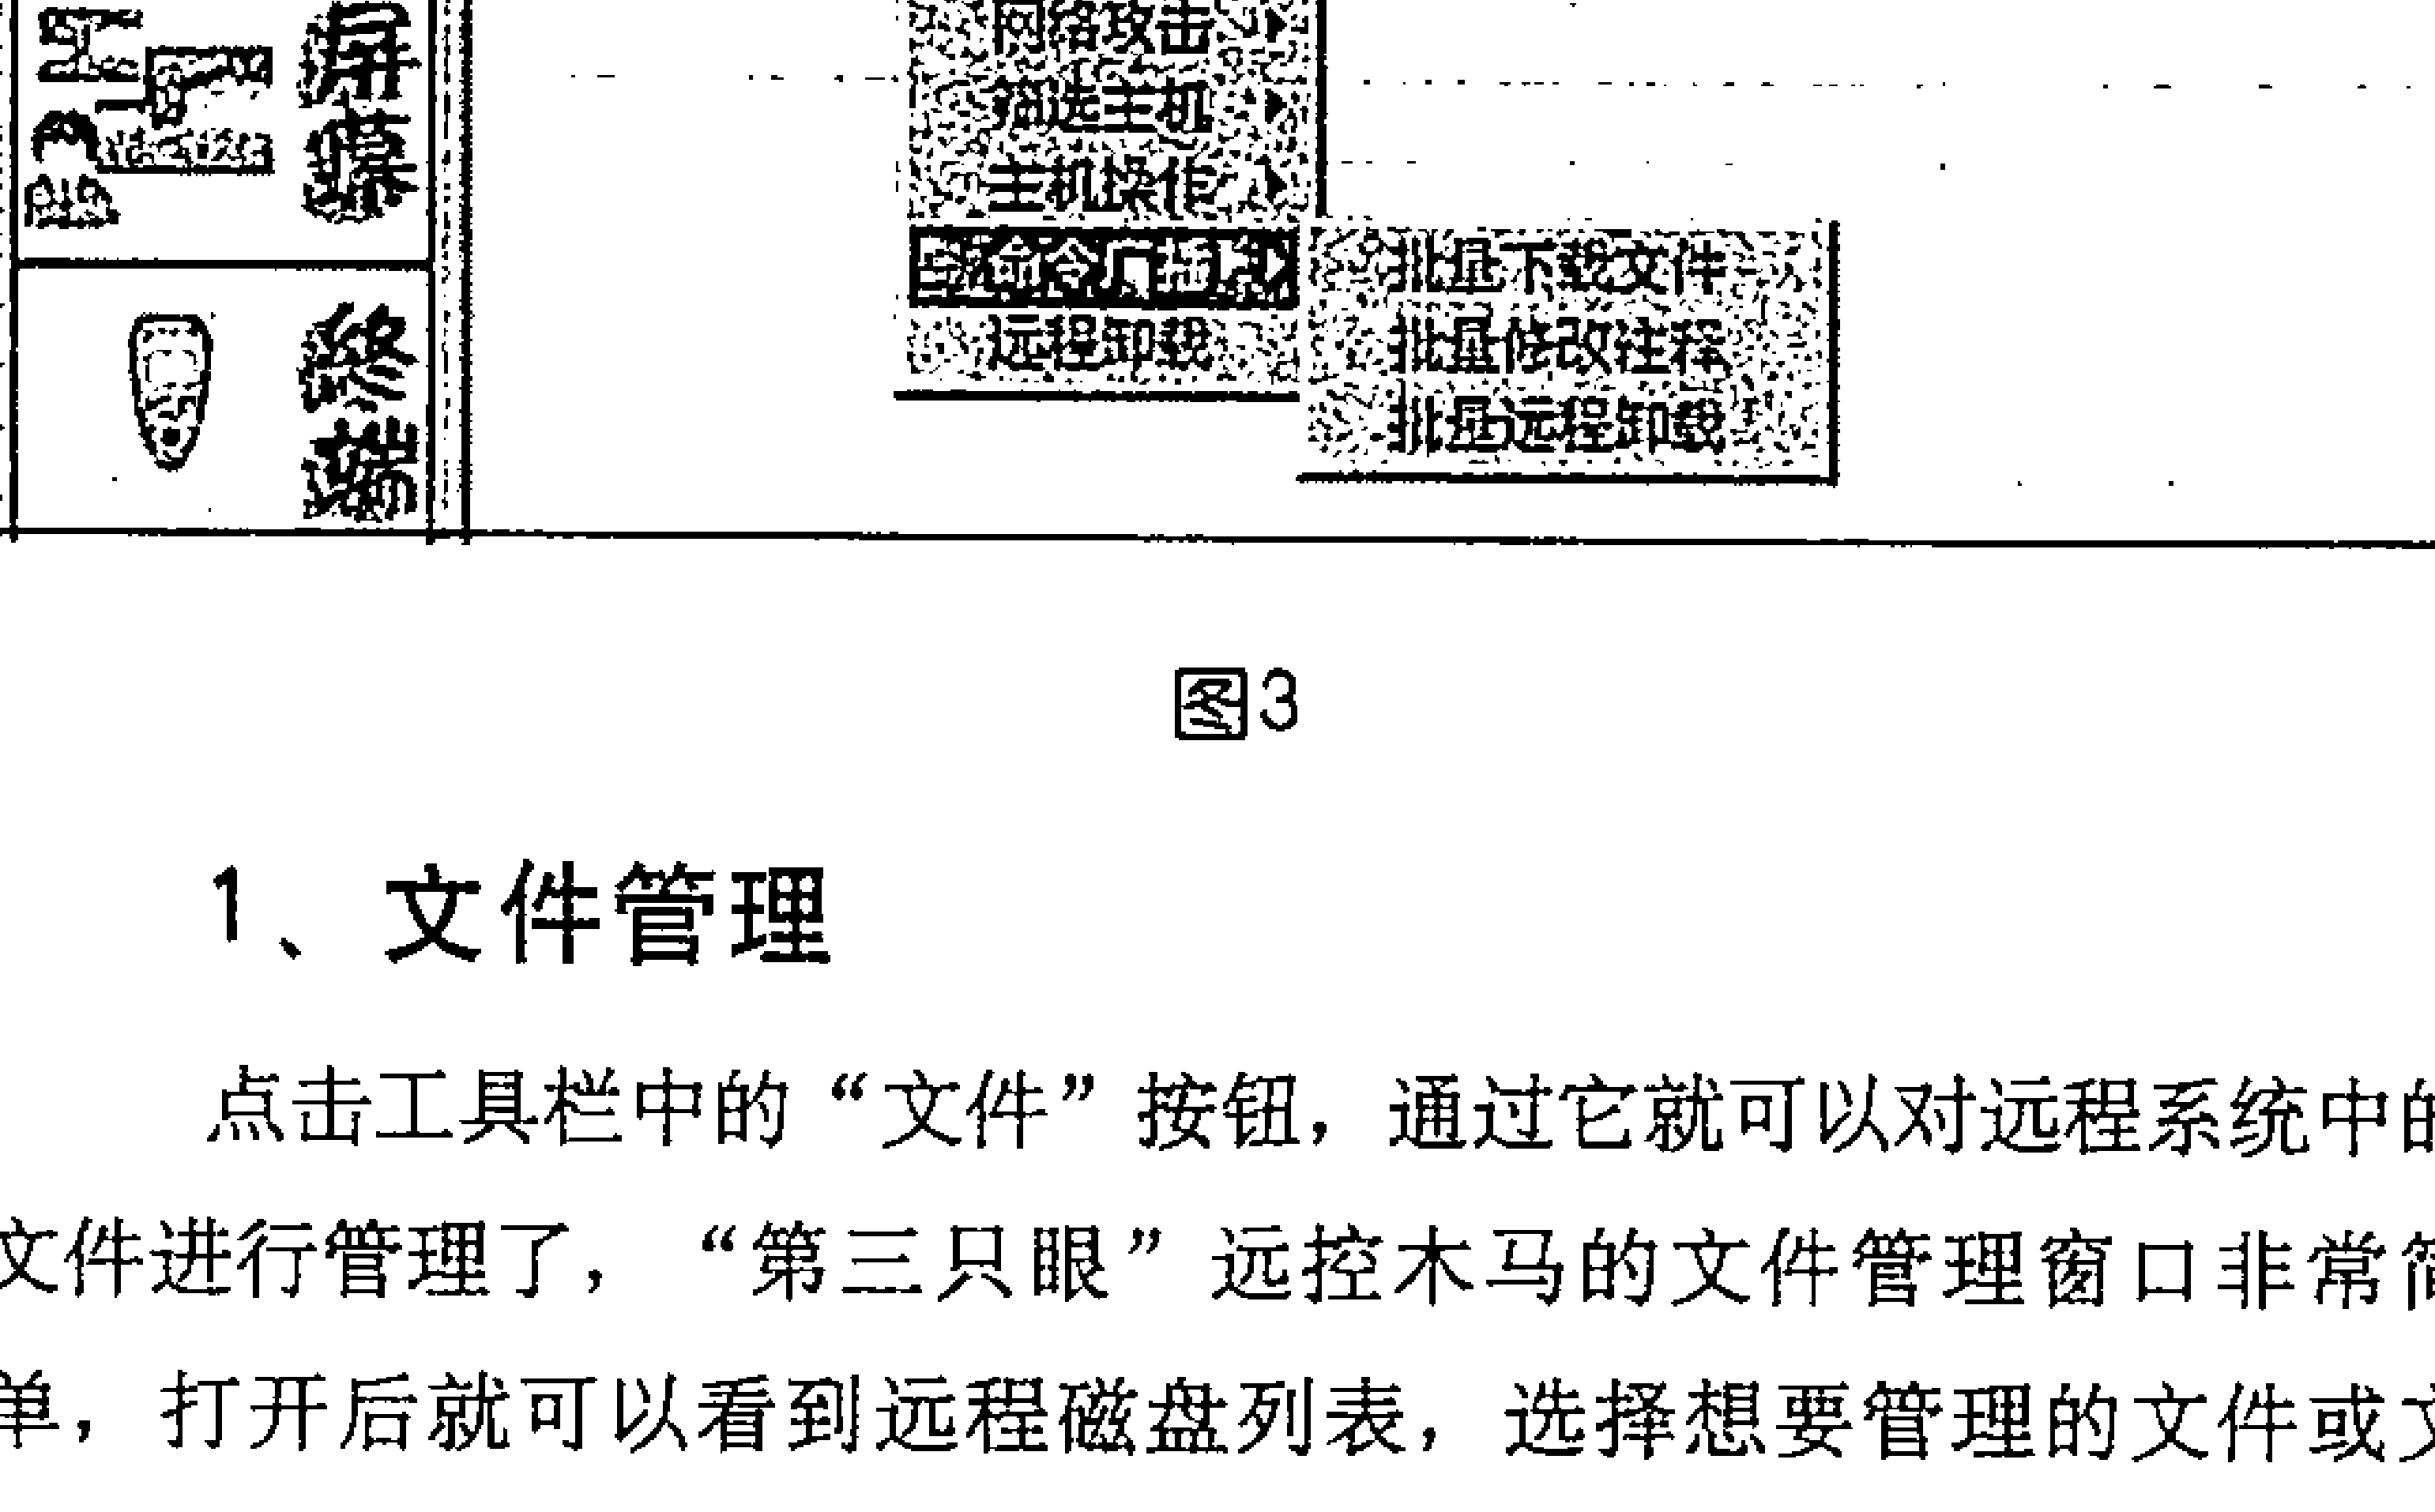 屏幕
终端
网络攻击
筛选主机
主机操作
命令广播
远程卸载
批量下载文件
批量修改注释
批量远程卸载
图3
1、文件管理
点击工具栏中的“文件”按钮，通过它就可以对远程系统中的
文件进行管理了，“第三只眼”远控木马的文件管理窗口非常简
单，打开后就可以看到远程磁盘列表，选择想要管理的文件或文